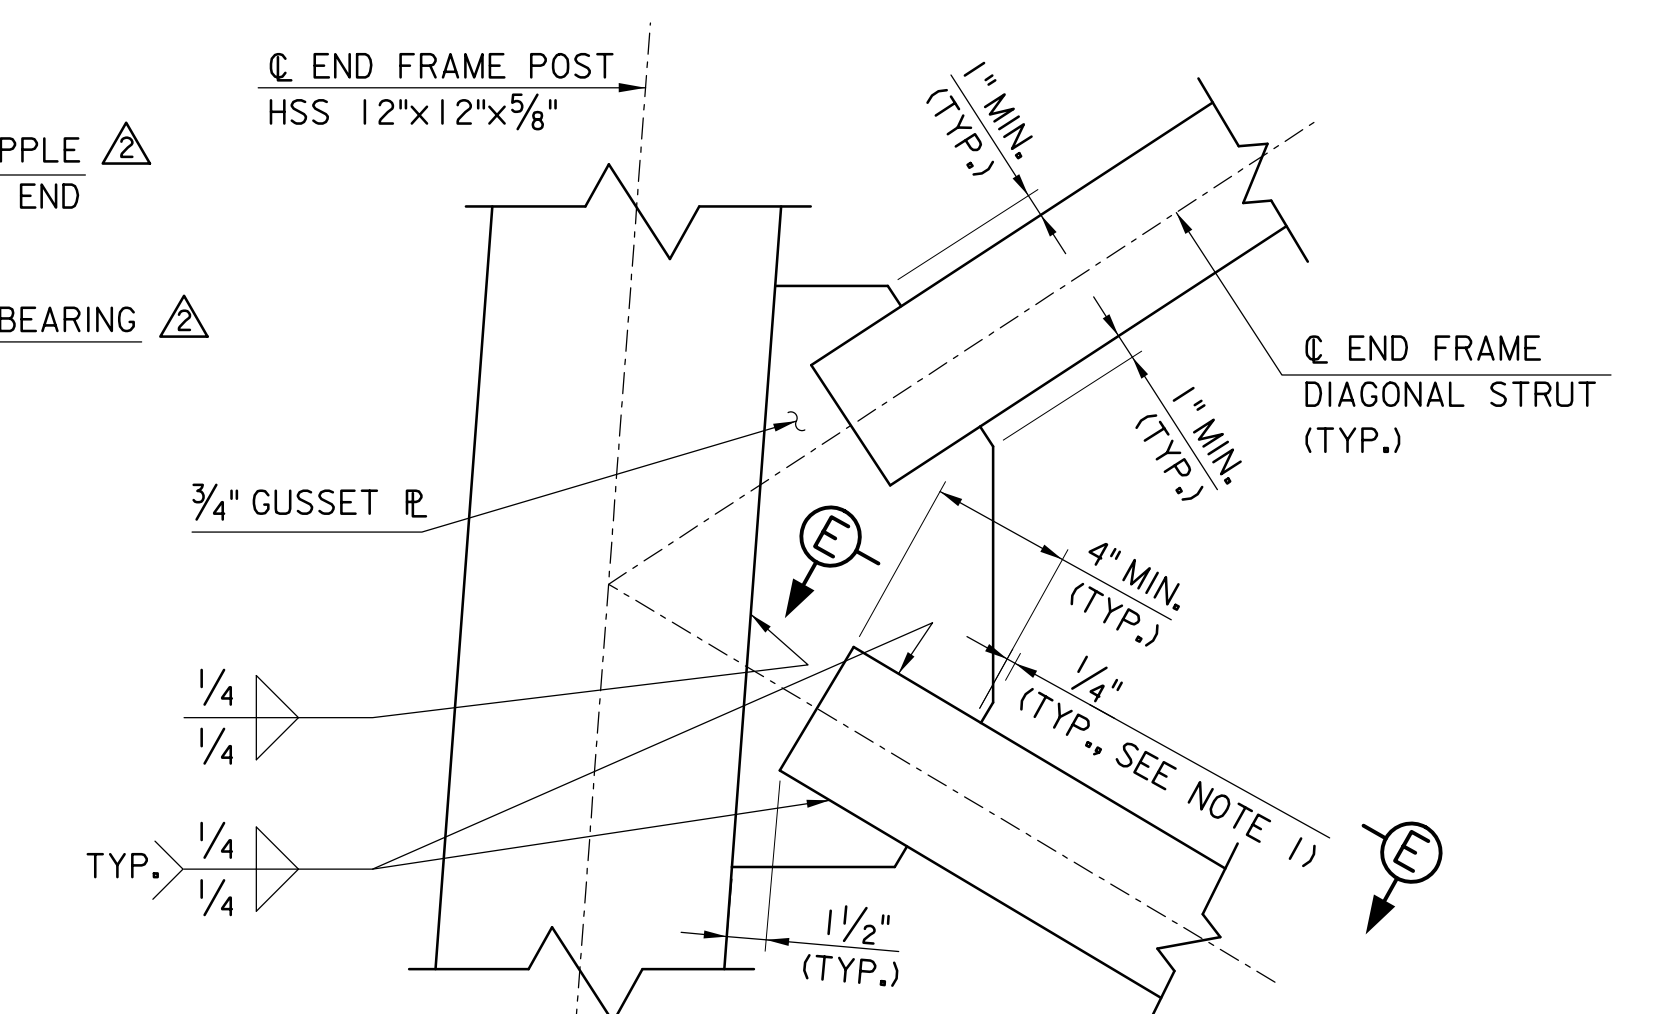 ℄ END FRAME POST
HSS 12"x12"x5/8"
PPLE 2
END
BEARING 2
1" MIN.
(TYP.)
℄ END FRAME
DIAGONAL STRUT
(TYP.)
1" MIN.
(TYP.)
3/4" GUSSET ⅊
E
4" MIN.
(TYP.)
1/4"
(TYP., SEE NOTE 1)
1/4
1/4
TYP.
1/4
1/4
E
1 1/2"
(TYP.)